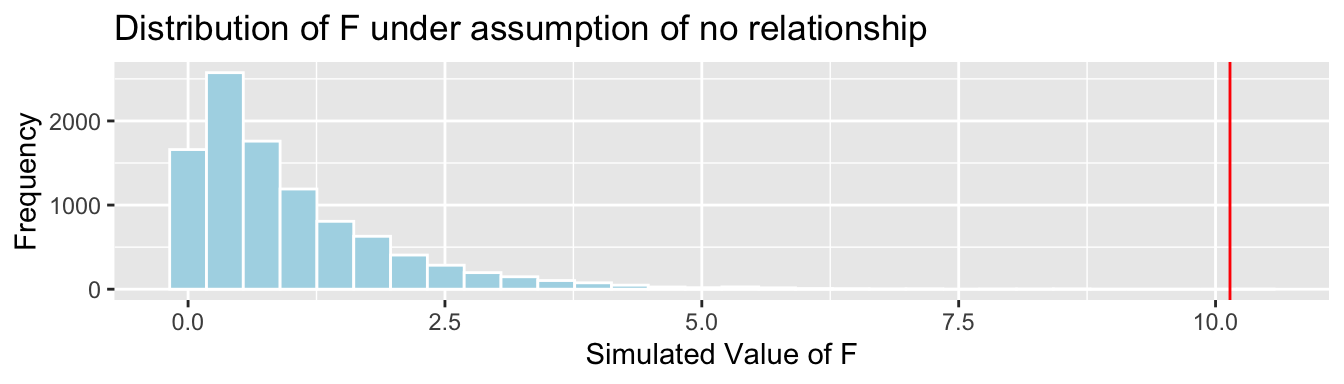 Distribution of F under assumption of no relationship
Frequency
2000
1000
0
0.0 2.5 5.0 7.5 10.0
Simulated Value of F